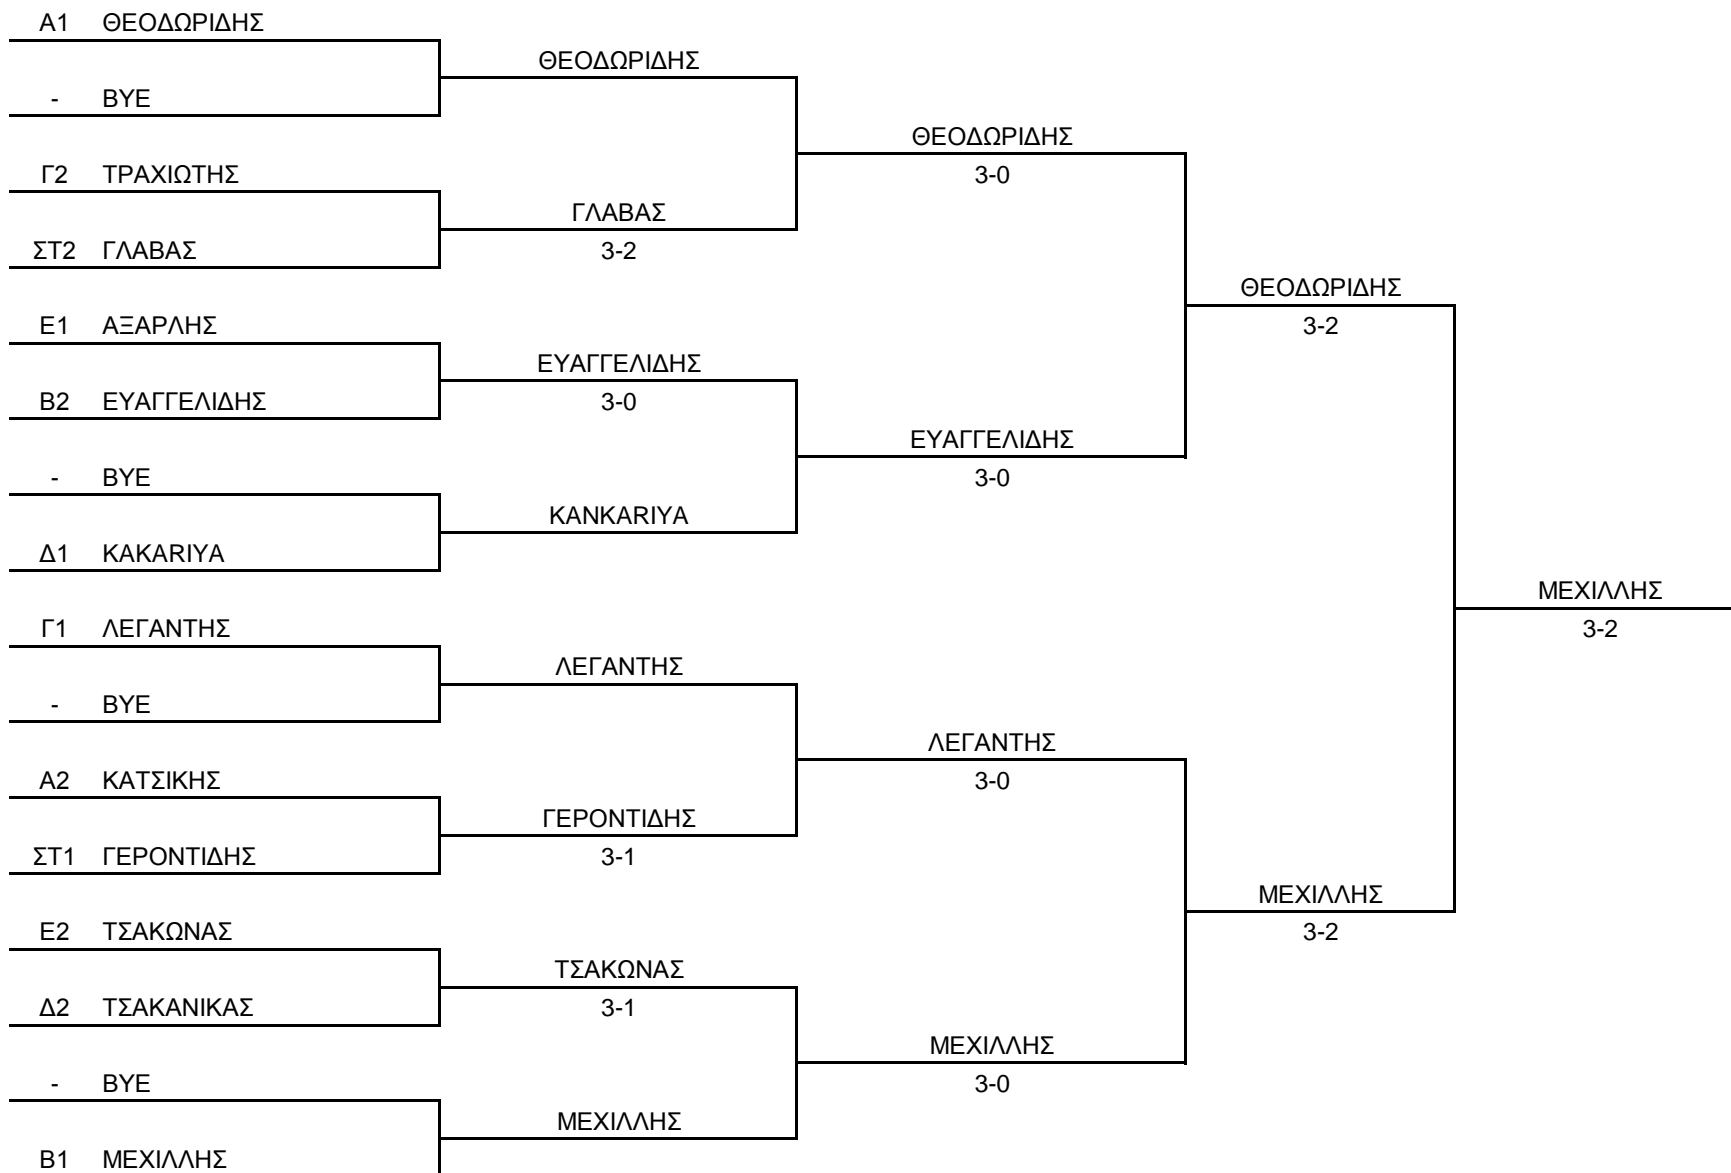 Α1 ΘΕΟΔΩΡΙΔΗΣ
ΘΕΟΔΩΡΙΔΗΣ
- BYE
ΘΕΟΔΩΡΙΔΗΣ
3-0
Γ2 ΤΡΑΧΙΩΤΗΣ
ΓΛΑΒΑΣ
3-2
ΣΤ2 ΓΛΑΒΑΣ
ΘΕΟΔΩΡΙΔΗΣ
3-2
Ε1 ΑΞΑΡΛΗΣ
ΕΥΑΓΓΕΛΙΔΗΣ
3-0
Β2 ΕΥΑΓΓΕΛΙΔΗΣ
ΕΥΑΓΓΕΛΙΔΗΣ
3-0
- BYE
KANKARIYA
Δ1 KAKARIYA
ΜΕΧΙΛΛΗΣ
3-2
Γ1 ΛΕΓΑΝΤΗΣ
ΛΕΓΑΝΤΗΣ
- BYE
ΛΕΓΑΝΤΗΣ
3-0
Α2 ΚΑΤΣΙΚΗΣ
ΓΕΡΟΝΤΙΔΗΣ
3-1
ΣΤ1 ΓΕΡΟΝΤΙΔΗΣ
ΜΕΧΙΛΛΗΣ
3-2
Ε2 ΤΣΑΚΩΝΑΣ
ΤΣΑΚΩΝΑΣ
3-1
Δ2 ΤΣΑΚΑΝΙΚΑΣ
ΜΕΧΙΛΛΗΣ
3-0
- BYE
ΜΕΧΙΛΛΗΣ
Β1 ΜΕΧΙΛΛΗΣ